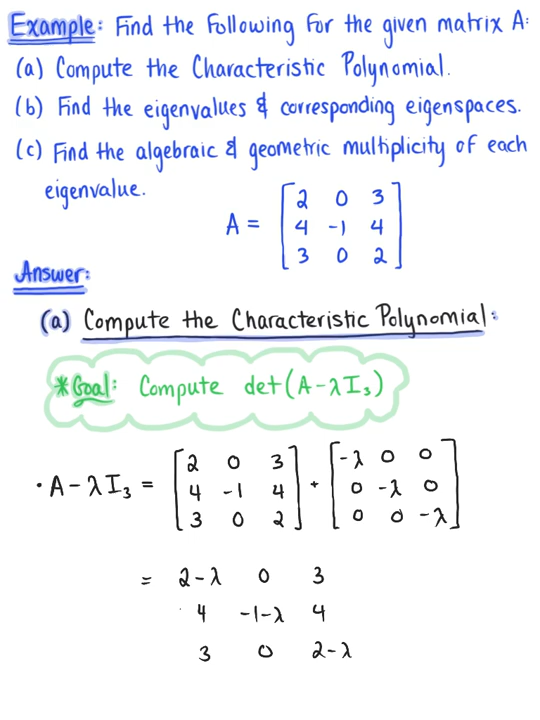 Example: Find the Following For the given matrix A:
(a) Compute the Characteristic Polynomial.
(b) Find the eigenvalues & corresponding eigenspaces.
(c) Find the algebraic & geometric multiplicity of each
eigenvalue.
A = [2 0 3
4 -1 4
3 0 2]
Answer:
(a) Compute the Characteristic Polynomial:
*Goal: Compute det(A-λI₃)
• A-λI₃ = [2 0 3 + [-λ 0 0
4 -1 4 0 -λ 0
3 0 2] 0 0 -λ]
= 2-λ 0 3
4 -1-λ 4
3 0 2-λ